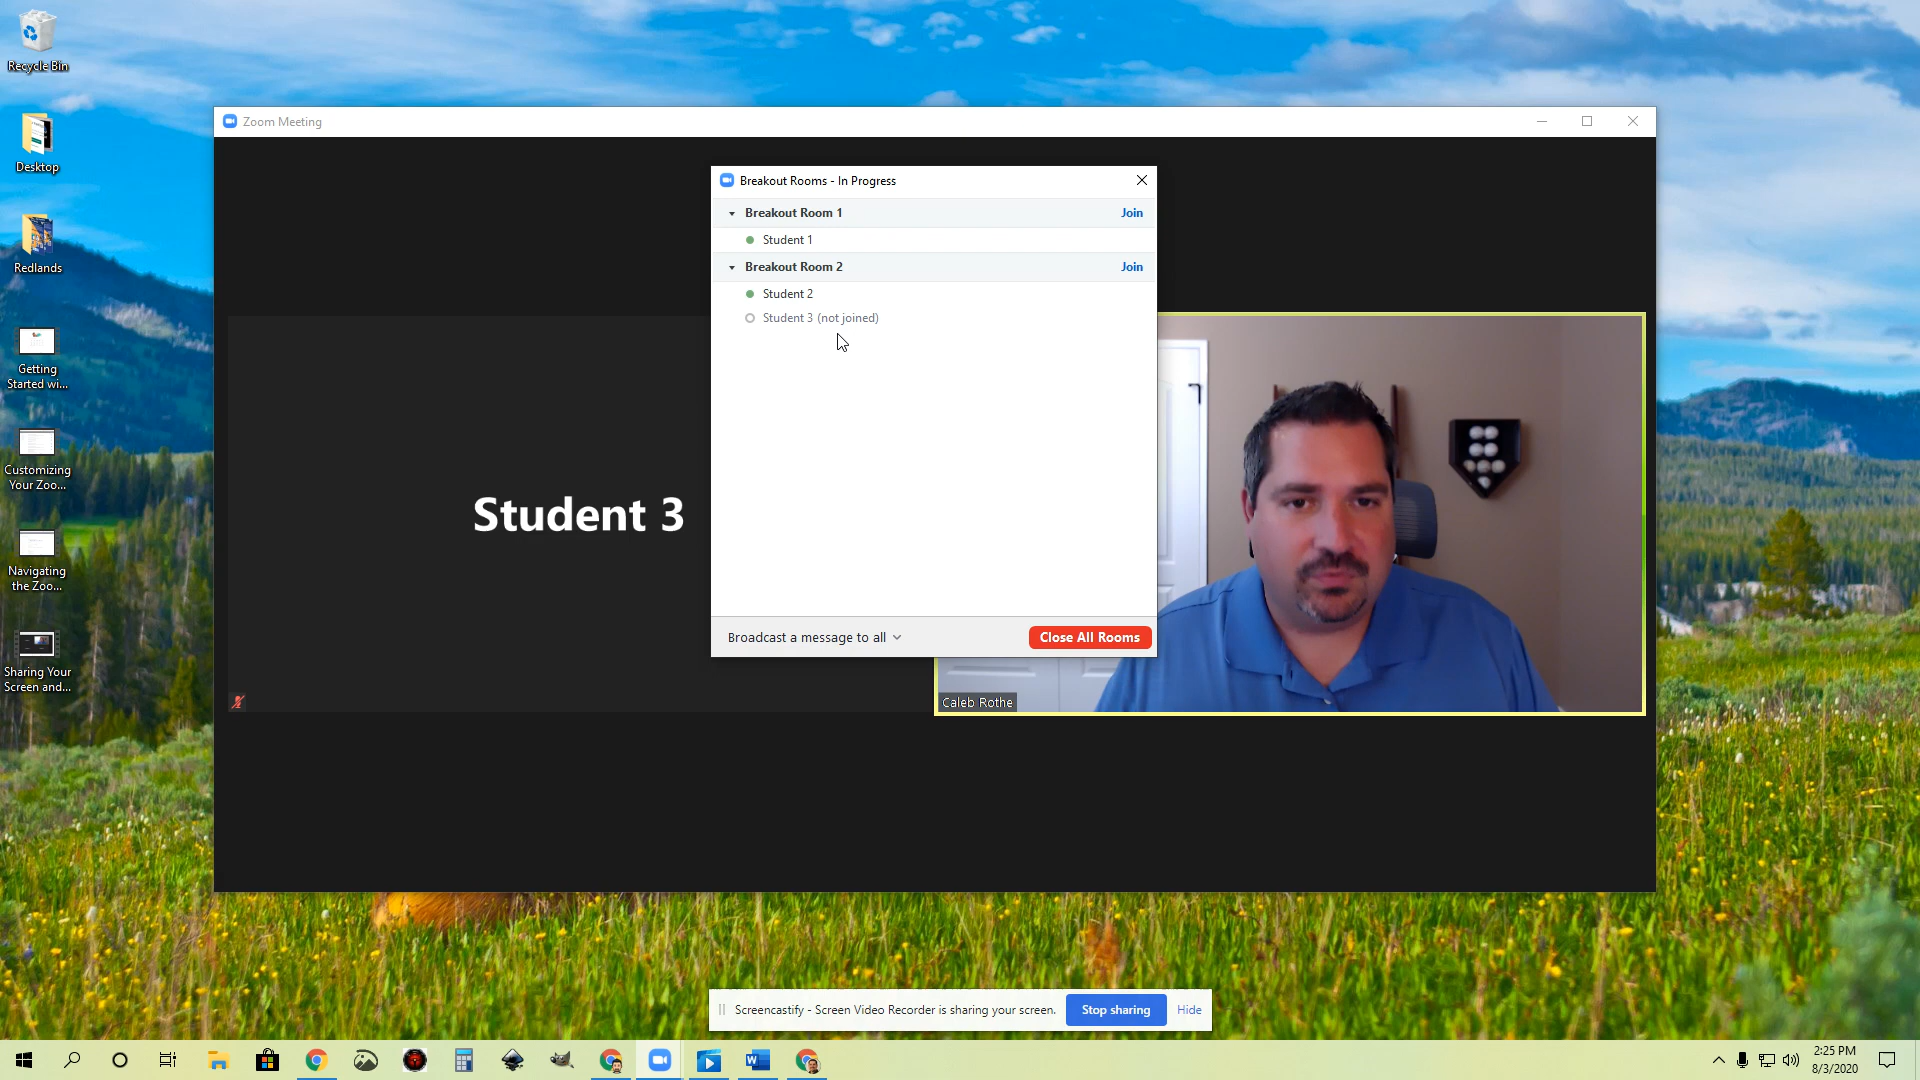 Recycle Bin
Desktop
Redlands
Getting
Started wi...
Customizing
Your Zoo...
Navigating
the Zoo...
Sharing Your
Screen and...
Zoom Meeting
Breakout Rooms - In Progress
Breakout Room 1
Join
Student 1
Breakout Room 2
Join
Student 2
Student 3 (not joined)
Broadcast a message to all
Close All Rooms
Student 3
Caleb Rothe
Screencastify - Screen Video Recorder is sharing your screen.
Stop sharing
Hide
2:25 PM
8/3/2020